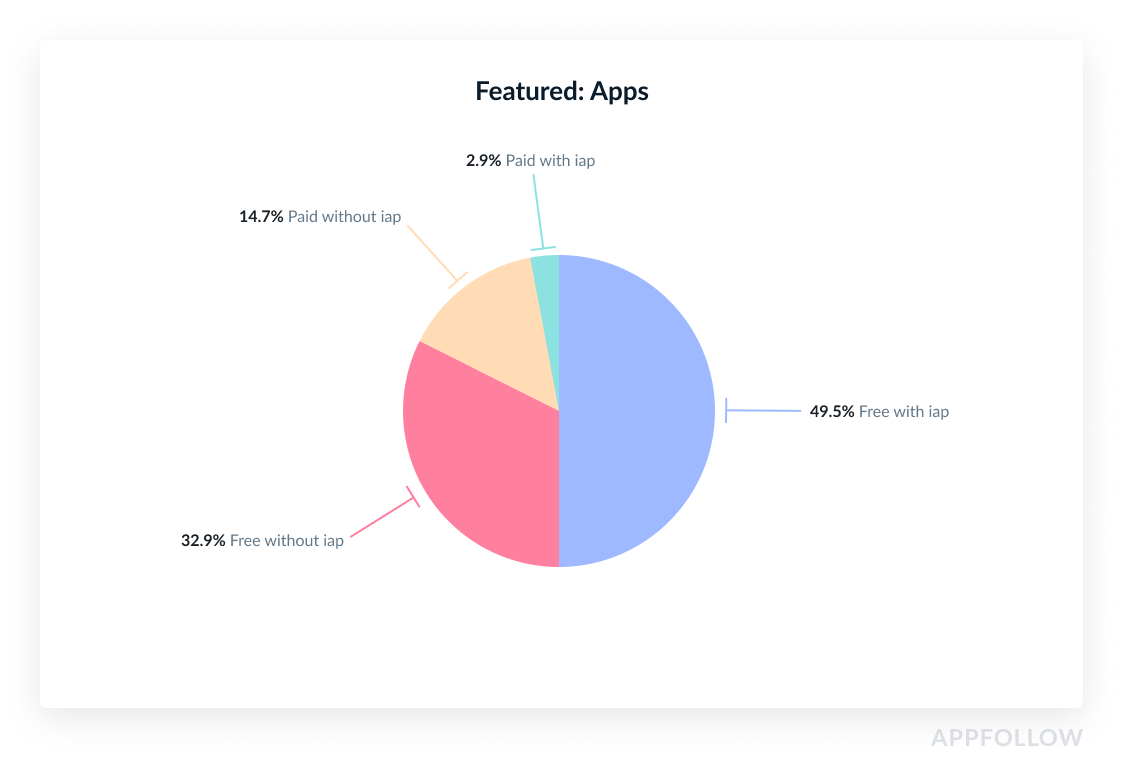 Featured: Apps
2.9% Paid with iap
14.7% Paid without iap
49.5% Free with iap
32.9% Free without iap
APPFOLLOW